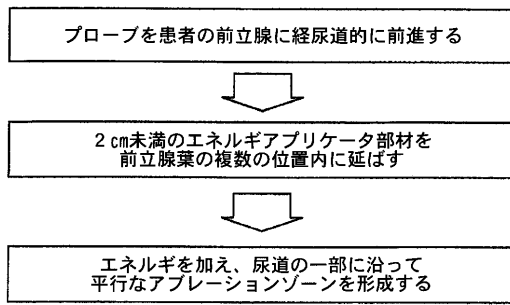 プローブを患者の前立腺に経尿道的に前進する
2cm未満のエネルギアプリケータ部材を
前立腺葉の複数の位置内に延ばす
エネルギを加え、尿道の一部に沿って
平行なアブレーションゾーンを形成する